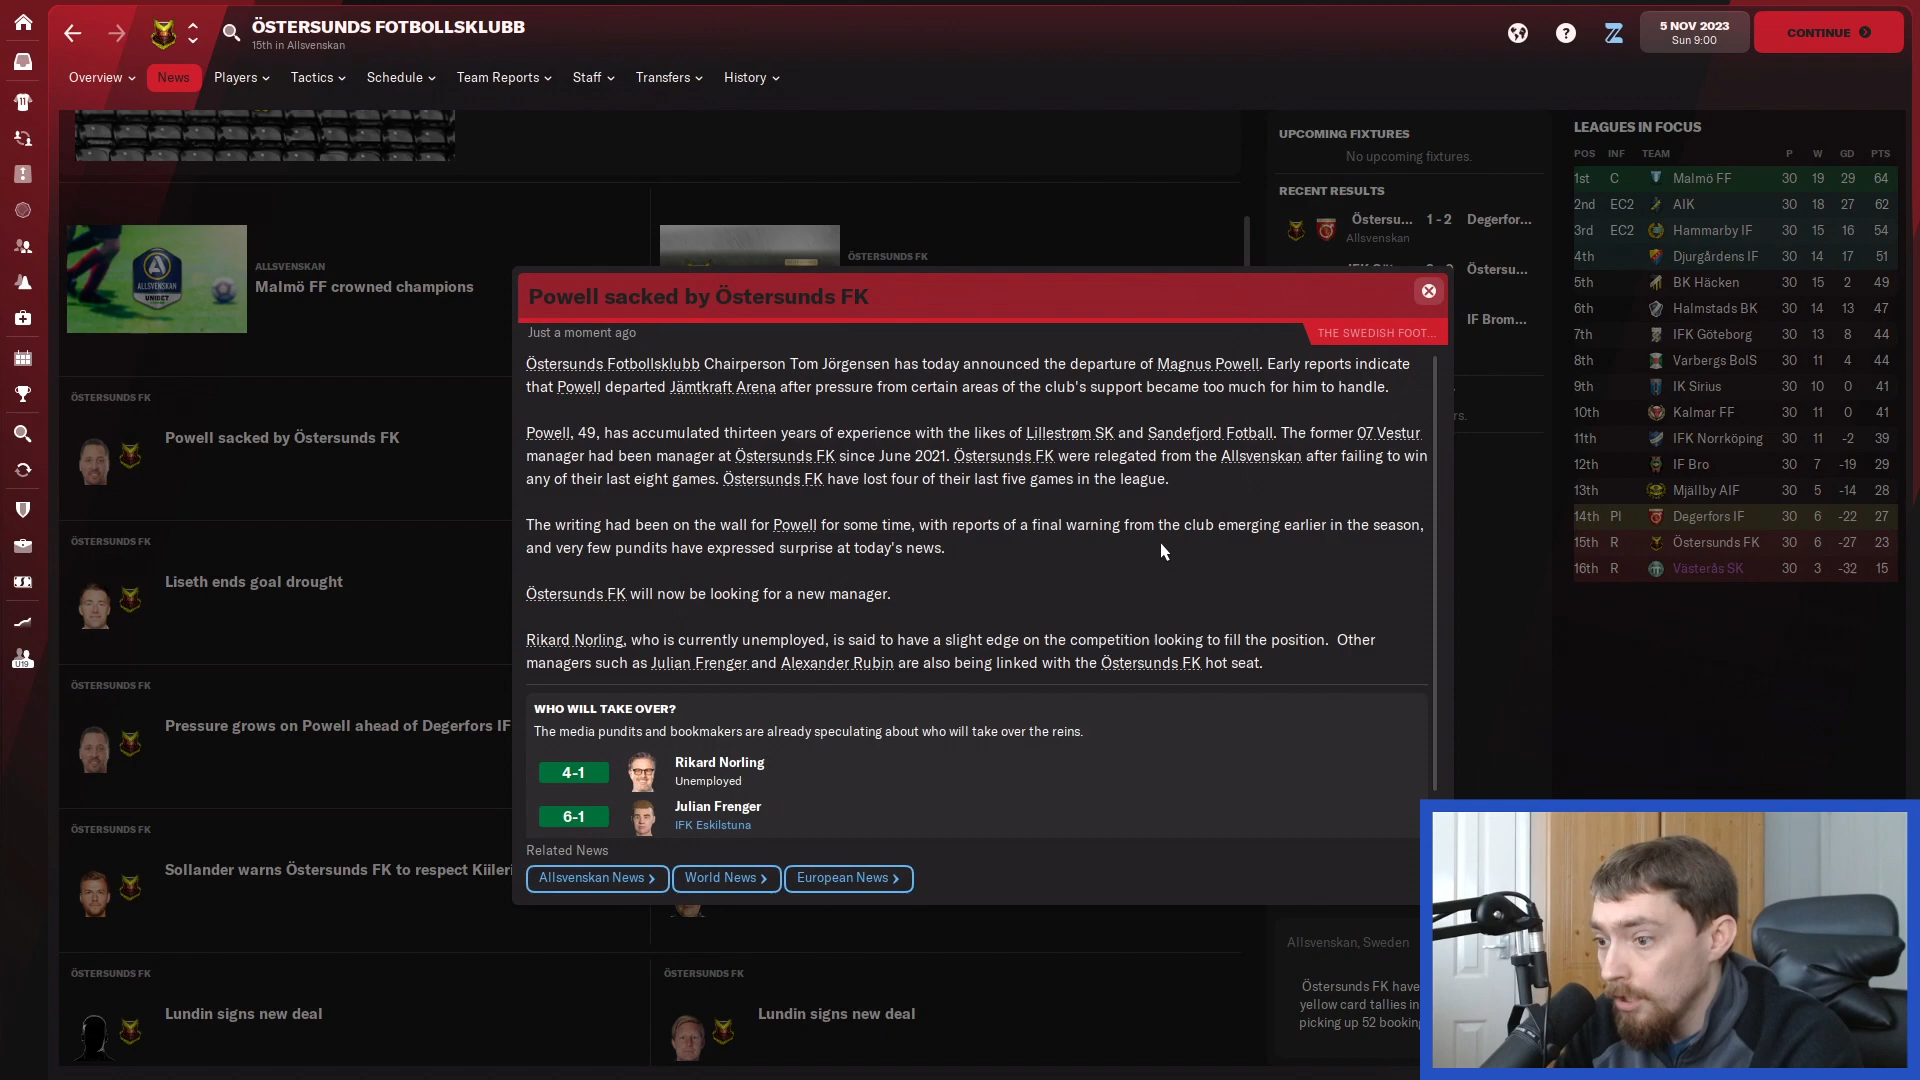 ÖSTERSUNDS FOTBOLLSKLUBB
15th in Allsvenskan
5 NOV 2023
Sun 9:00
CONTINUE
Overview
News
Players
Tactics
Schedule
Team Reports
Staff
Transfers
History
ALLSVENSKAN
UNIBET
ALLSVENSKAN
Malmö FF crowned champions
ÖSTERSUNDS FK
ÖSTERSUNDS FK
Powell sacked by Östersunds FK
ÖSTERSUNDS FK
Liseth ends goal drought
ÖSTERSUNDS FK
Pressure grows on Powell ahead of Degerfors IF
ÖSTERSUNDS FK
Sollander warns Östersunds FK to respect Kiileri
ÖSTERSUNDS FK
Lundin signs new deal
ÖSTERSUNDS FK
Lundin signs new deal
U19
Powell sacked by Östersunds FK
Just a moment ago
THE SWEDISH FOOT...
Östersunds Fotbollsklubb Chairperson Tom Jörgensen has today announced the departure of Magnus Powell. Early reports indicate
that Powell departed Jämtkraft Arena after pressure from certain areas of the club's support became too much for him to handle.
Powell, 49, has accumulated thirteen years of experience with the likes of Lillestrøm SK and Sandefjord Fotball. The former 07 Vestur
manager had been manager at Östersunds FK since June 2021. Östersunds FK were relegated from the Allsvenskan after failing to win
any of their last eight games. Östersunds FK have lost four of their last five games in the league.
The writing had been on the wall for Powell for some time, with reports of a final warning from the club emerging earlier in the season,
and very few pundits have expressed surprise at today's news.
Östersunds FK will now be looking for a new manager.
Rikard Norling, who is currently unemployed, is said to have a slight edge on the competition looking to fill the position. Other
managers such as Julian Frenger and Alexander Rubin are also being linked with the Östersunds FK hot seat.
WHO WILL TAKE OVER?
The media pundits and bookmakers are already speculating about who will take over the reins.
4-1
Rikard Norling
Unemployed
6-1
Julian Frenger
IFK Eskilstuna
Related News
Allsvenskan News
World News
European News
UPCOMING FIXTURES
No upcoming fixtures.
RECENT RESULTS
Östersu... 1 - 2 Degerfor...
Allsvenskan
Östersu...
IF Brom...
Allsvenskan, Sweden
Östersunds FK have
yellow card tallies in
picking up 52 booking
LEAGUES IN FOCUS
POS INF TEAM P W GD PTS
1st C Malmö FF 30 19 29 64
2nd EC2 AIK 30 18 27 62
3rd EC2 Hammarby IF 30 15 16 54
4th Djurgårdens IF 30 14 17 51
5th BK Häcken 30 15 2 49
6th Halmstads BK 30 14 13 47
7th IFK Göteborg 30 13 8 44
8th Varbergs BoIS 30 11 4 44
9th IK Sirius 30 10 0 41
10th Kalmar FF 30 11 0 41
11th IFK Norrköping 30 11 -2 39
12th IF Bro 30 7 -19 29
13th Mjällby AIF 30 5 -14 28
14th Pl Degerfors IF 30 6 -22 27
15th R Östersunds FK 30 6 -27 23
16th R Västerås SK 30 3 -32 15